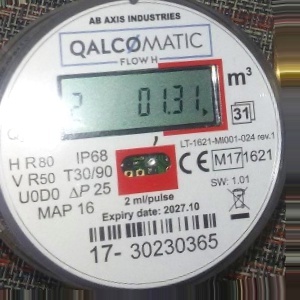 AB AXIS INDUSTRIES
QALCOMATIC
FLOW H
2 01.31
m³
31
LT-1621-MI001-024 rev.1
H R80 IP68
CE M17 1621
V R50 T30/90
U0D0 ΔP 25
SW: 1.01
MAP 16
2 ml/pulse
Expiry date: 2027.10
17- 30230365